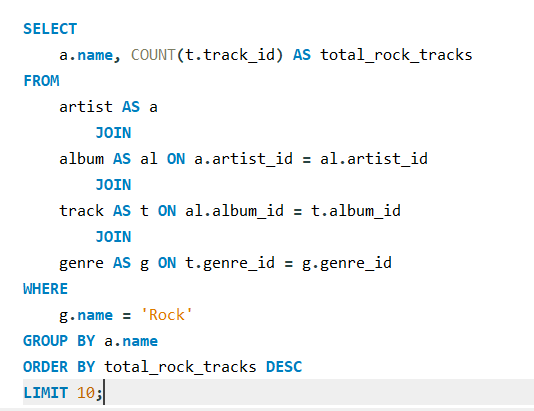 SELECT
a.name, COUNT(t.track_id) AS total_rock_tracks
FROM
artist AS a
JOIN
album AS al ON a.artist_id = al.artist_id
JOIN
track AS t ON al.album_id = t.album_id
JOIN
genre AS g ON t.genre_id = g.genre_id
WHERE
g.name = 'Rock'
GROUP BY a.name
ORDER BY total_rock_tracks DESC
LIMIT 10;